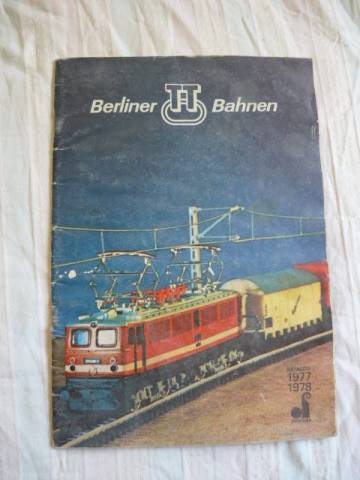 Berliner TT Bahnen
KATALOG
1977
1978